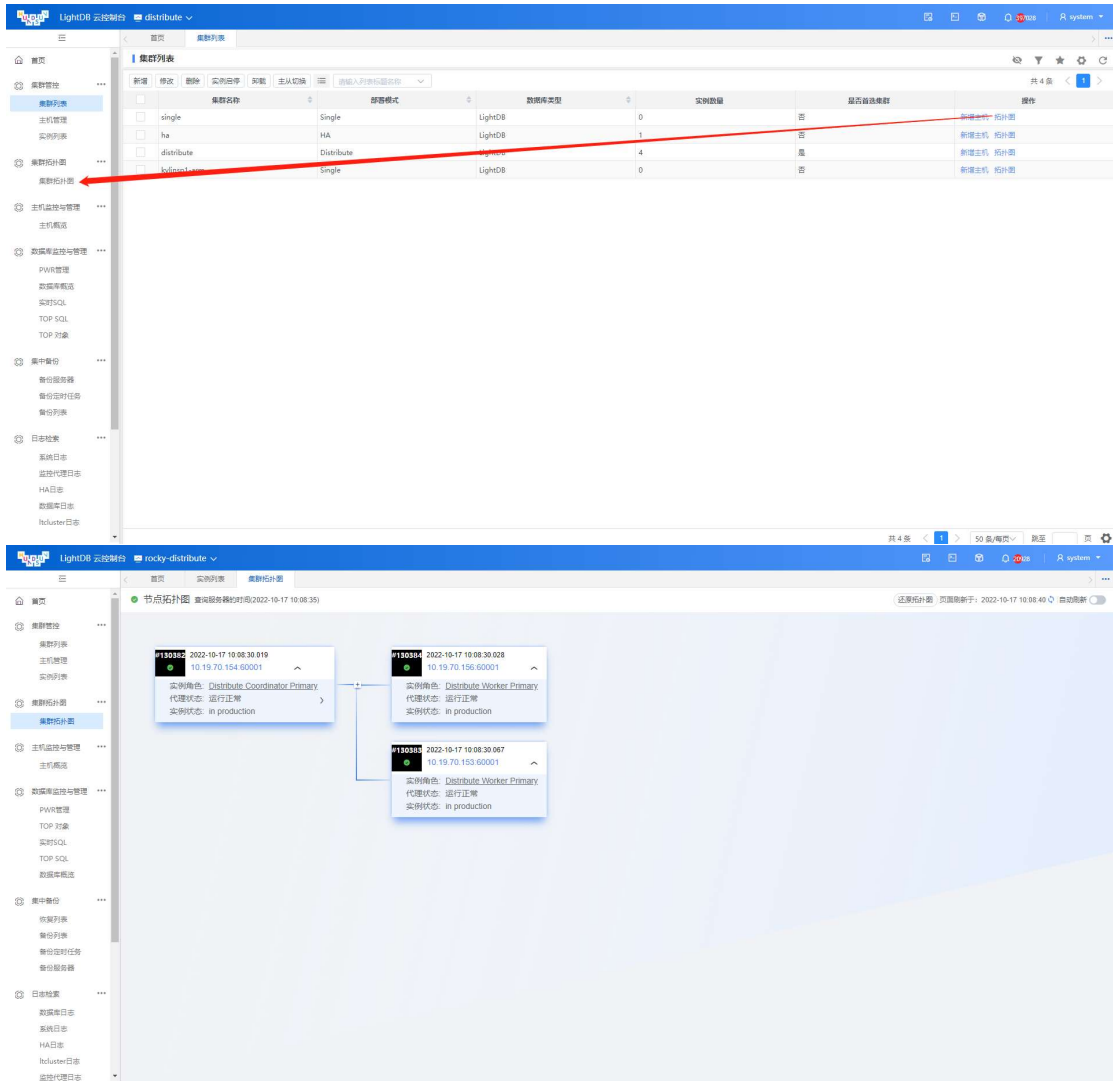 LightDB 云控制台 distribute system
首页 集群列表
首页
集群列表
集群管控
新增 修改 删除 实例启停 卸载 主从切换 请输入列表标题名称 共 4 条 1
集群列表
集群名称 部署模式 数据库类型 实例数量 是否首选集群 操作
single Single LightDB 0 否 新增主机 拓扑图
主机管理
ha HA LightDB 1 否 新增主机 拓扑图
实例列表
distribute Distribute LightDB 4 是 新增主机 拓扑图
集群拓扑图
kylinsp1-arm Single LightDB 0 否 新增主机 拓扑图
集群拓扑图
主机监控与管理
主机概览
数据库监控与管理
PWR管理
数据库概览
实时SQL
TOP SQL
TOP 对象
集中备份
备份服务器
备份定时任务
备份列表
日志检索
系统日志
监控代理日志
HA日志
数据库日志
ltcluster日志
共 4 条 1 50 条/每页 跳至 页
LightDB 云控制台 rocky-distribute system
首页 实例列表 集群拓扑图
首页
节点拓扑图 查询服务器的时间(2022-10-17 10:08:35) 还原拓扑图 页面刷新于：2022-10-17 10:08:40 自动刷新
集群管控
集群列表
主机管理
实例列表
集群拓扑图
集群拓扑图
主机监控与管理
主机概览
数据库监控与管理
PWR管理
TOP 对象
实时SQL
TOP SQL
数据库概览
集中备份
恢复列表
备份列表
备份定时任务
备份服务器
日志检索
数据库日志
系统日志
HA日志
ltcluster日志
监控代理日志
#130382 2022-10-17 10:08:30.019
10.19.70.154:60001
实例角色: Distribute Coordinator Primary
代理状态: 运行正常
实例状态: in production
#130384 2022-10-17 10:08:30.028
10.19.70.156:60001
实例角色: Distribute Worker Primary
代理状态: 运行正常
实例状态: in production
#130383 2022-10-17 10:08:30.067
10.19.70.153:60001
实例角色: Distribute Worker Primary
代理状态: 运行正常
实例状态: in production